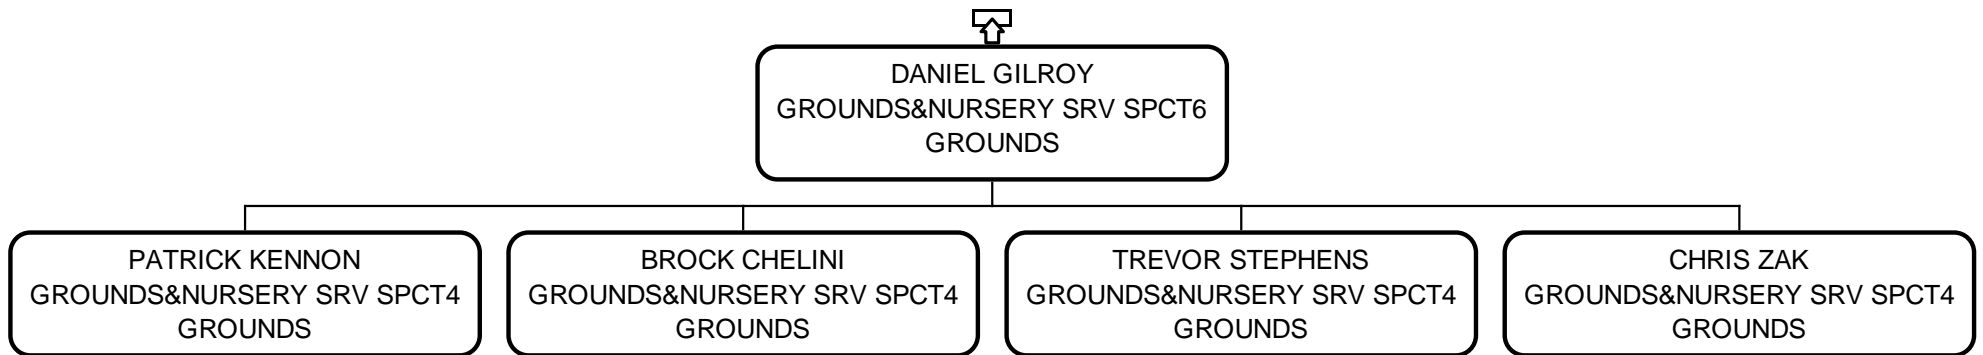 DANIEL GILROY
GROUNDS&NURSERY SRV SPCT6
GROUNDS
PATRICK KENNON
GROUNDS&NURSERY SRV SPCT4
GROUNDS
BROCK CHELINI
GROUNDS&NURSERY SRV SPCT4
GROUNDS
TREVOR STEPHENS
GROUNDS&NURSERY SRV SPCT4
GROUNDS
CHRIS ZAK
GROUNDS&NURSERY SRV SPCT4
GROUNDS